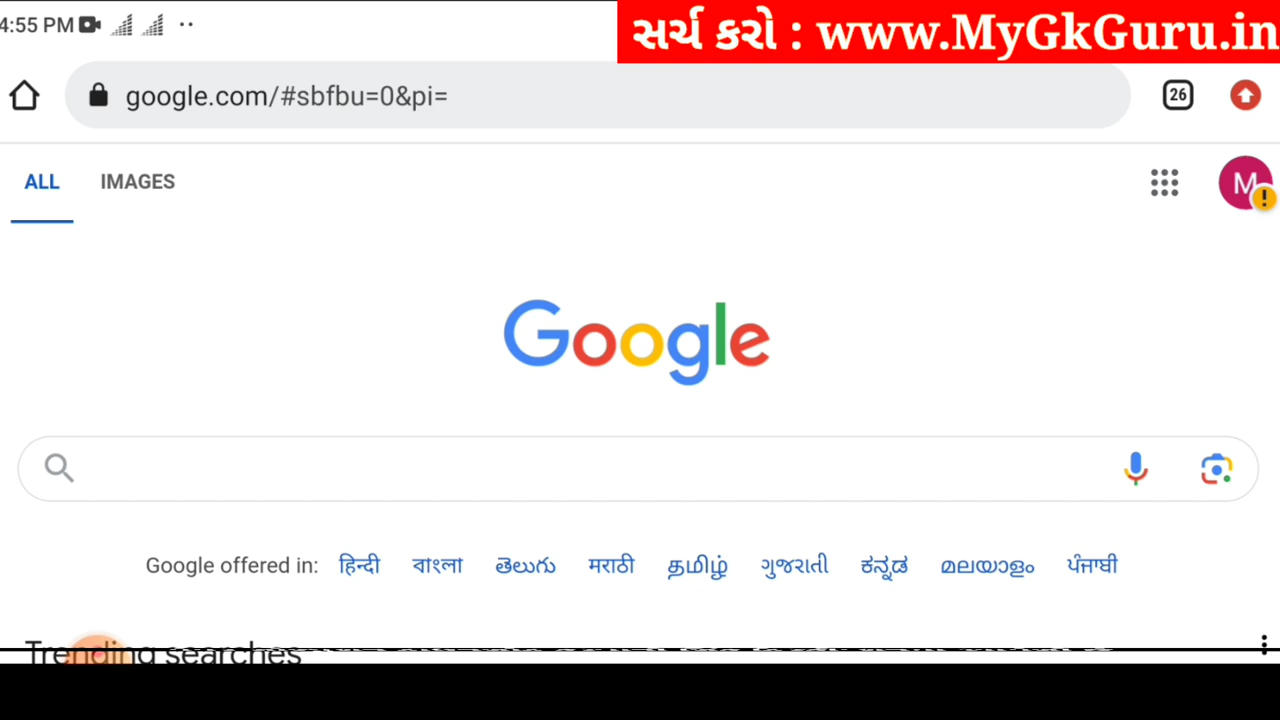 4:55 PM
સર્ચ કરો : www.MyGkGuru.in
google.com/#sbfbu=0&pi=
26
ALL IMAGES
M
Google
Google offered in: हिन्दी বাংলা తెలుగు मराठी தமிழ் ગુજરાતી ಕನ್ನಡ മലയാളം ਪੰਜਾਬੀ
Trending searches